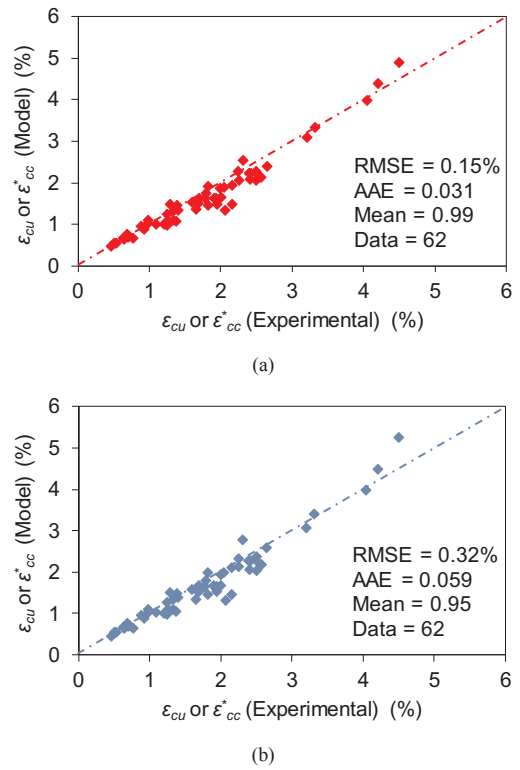 6
5
4
3
2
1
0
ε_cu or ε*_cc (Model) (%)
RMSE = 0.15%
AAE = 0.031
Mean = 0.99
Data = 62
0 1 2 3 4 5 6
ε_cu or ε*_cc (Experimental) (%)
(a)
6
5
4
3
2
1
0
ε_cu or ε*_cc (Model) (%)
RMSE = 0.32%
AAE = 0.059
Mean = 0.95
Data = 62
0 1 2 3 4 5 6
ε_cu or ε*_cc (Experimental) (%)
(b)